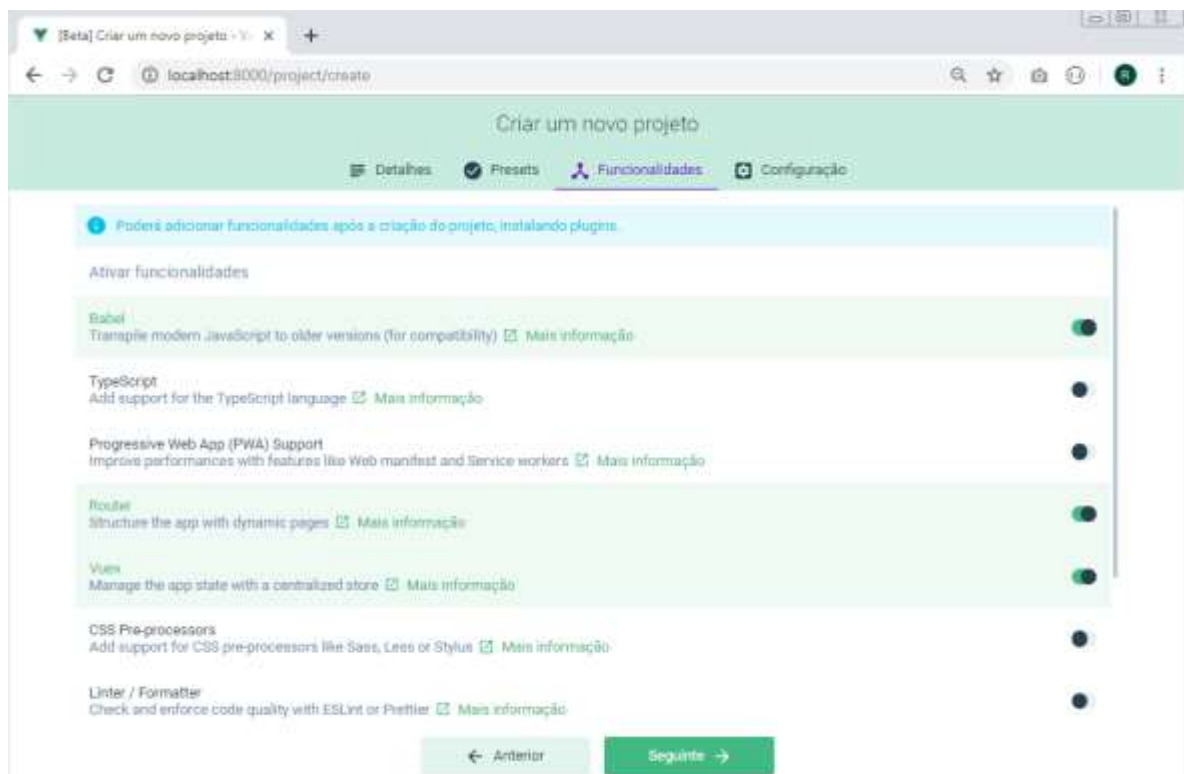 [Beta] Criar um novo projeto - V
localhost:8000/project/create
R
Criar um novo projeto
Detalhes Presets Funcionalidades Configuração
Poderá adicionar funcionalidades após a criação do projeto, instalando plugins.
Ativar funcionalidades
Babel
Transpile modern JavaScript to older versions (for compatibility) Mais informação
TypeScript
Add support for the TypeScript language Mais informação
Progressive Web App (PWA) Support
Improve performances with features like Web manifest and Service workers Mais informação
Router
Structure the app with dynamic pages Mais informação
Vuex
Manage the app state with a centralized store Mais informação
CSS Pre-processors
Add support for CSS pre-processors like Sass, Less or Stylus Mais informação
Linter / Formatter
Check and enforce code quality with ESLint or Prettier Mais informação
← Anterior Seguinte →